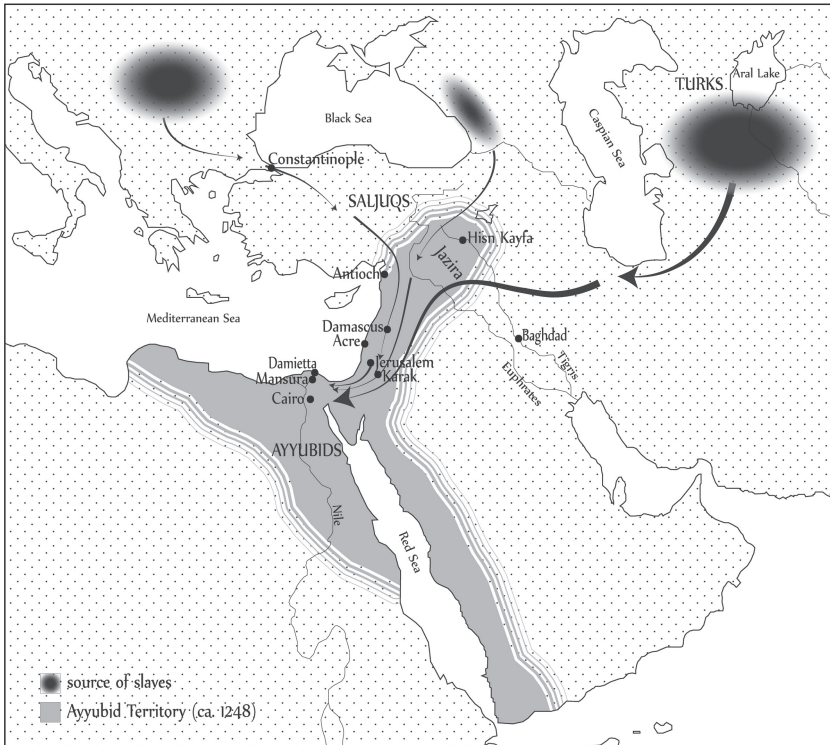 TURKS
Aral Lake
Black Sea
Caspian Sea
Constantinople
SALJUQS
Hisn Kayfa
Jazira
Antioch
Mediterranean Sea
Damascus
Acre
Baghdad
Jerusalem
Damietta
Karak
Mansura
Tigris
Euphrates
Cairo
AYYUBIDS
Nile
Red Sea
source of slaves
Ayyubid Territory (ca. 1248)